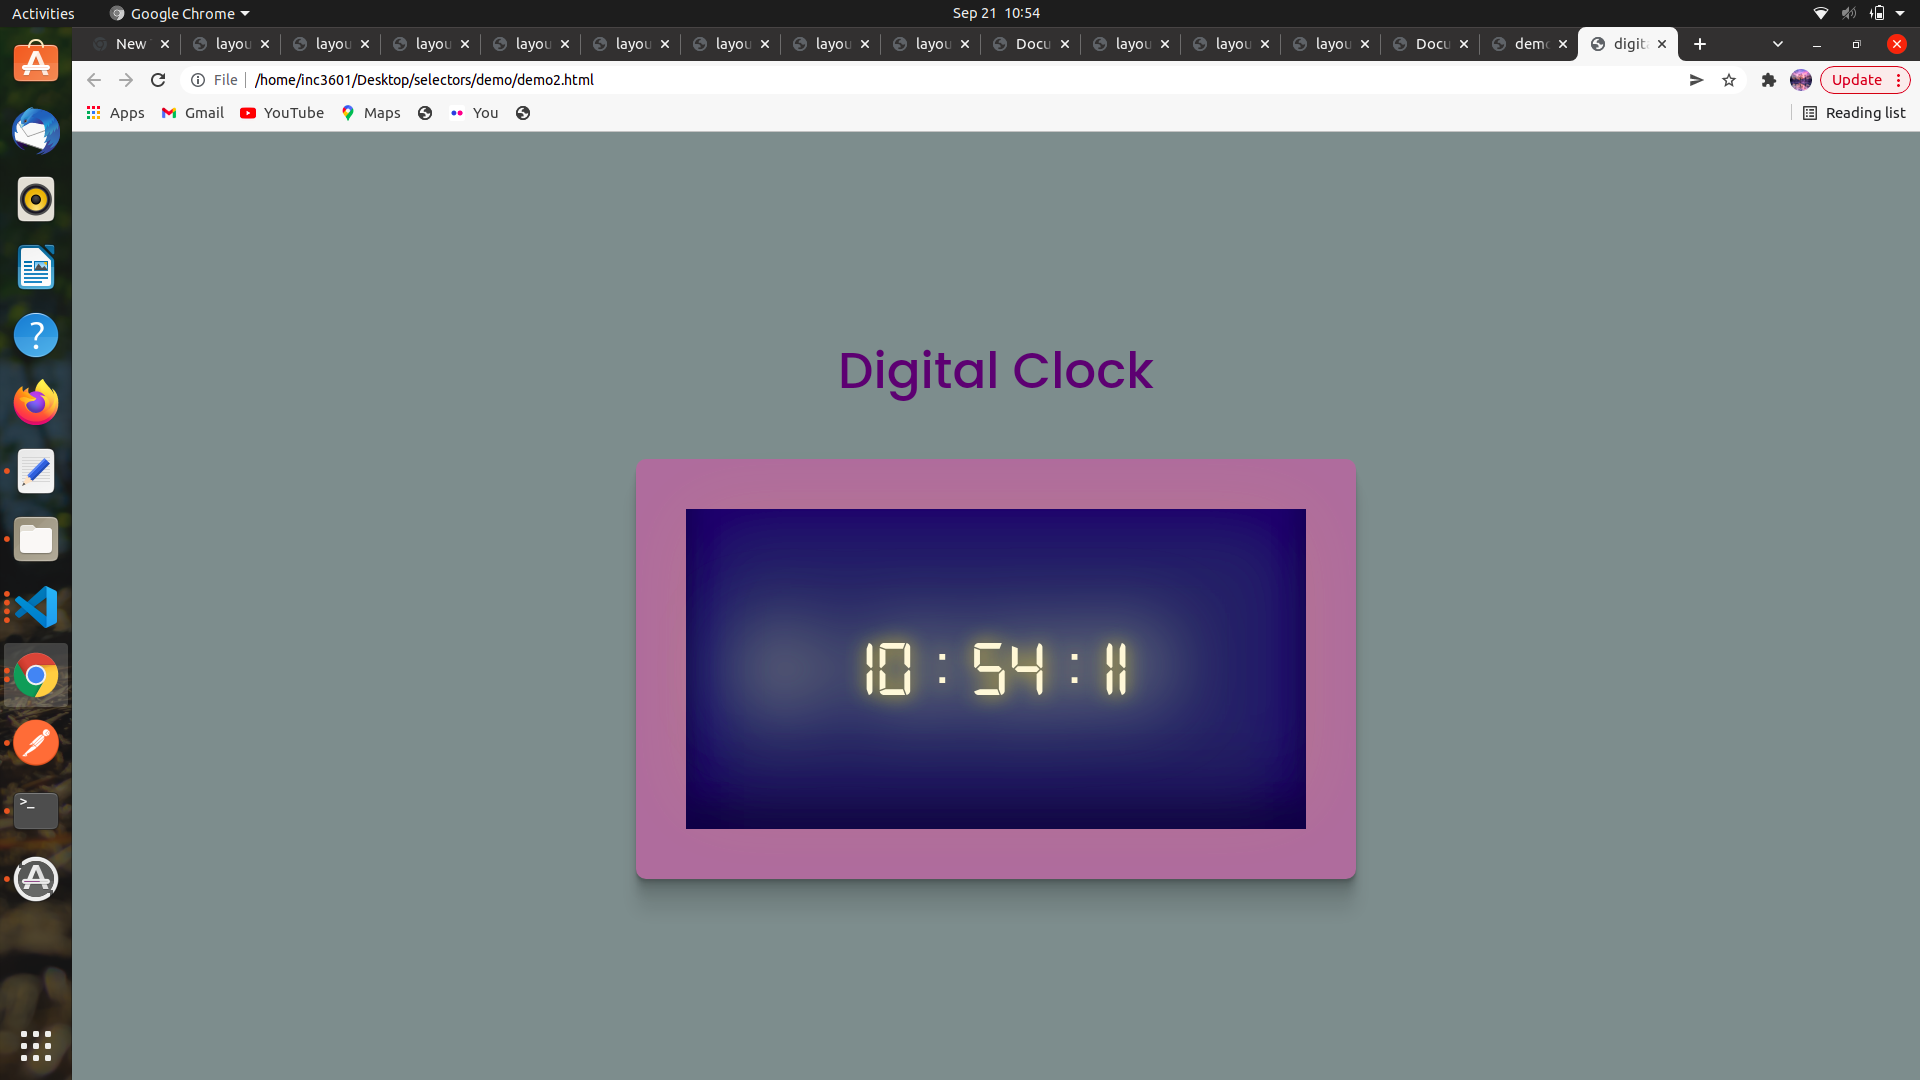 Activities Google Chrome Sep 21 10:54
New layou layou layou layou layou layou layou layou Docu layou layou layou Docu demo digita
File /home/inc3601/Desktop/selectors/demo/demo2.html Update
Apps Gmail YouTube Maps You Reading list
Digital Clock
10 : 54 : 11